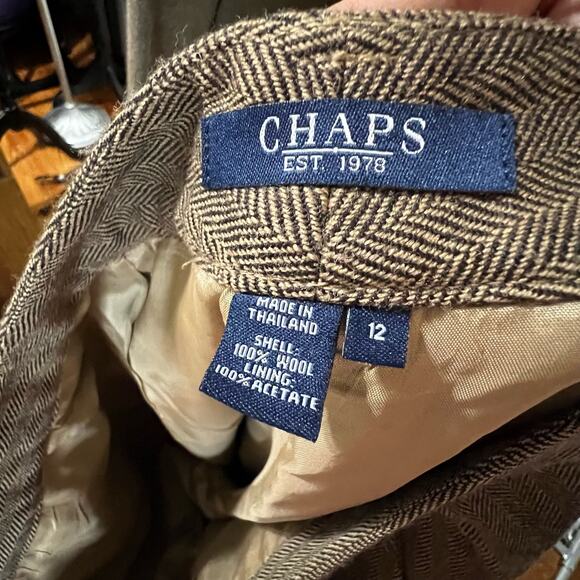 CHAPS
EST. 1978
MADE IN
THAILAND
SHELL:
100% WOOL
LINING:
100% ACETATE
12